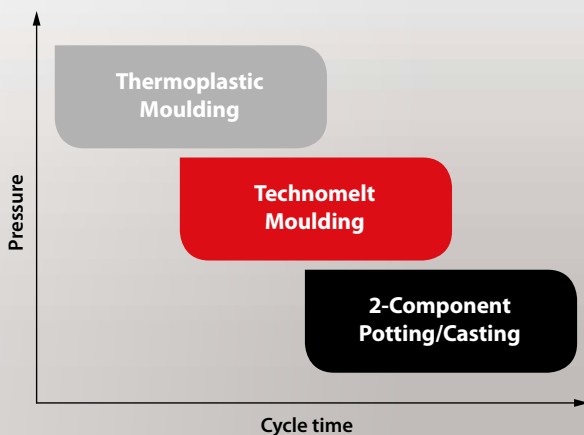 Thermoplastic
Moulding
Technomelt
Moulding
2-Component
Potting/Casting
Pressure
Cycle time